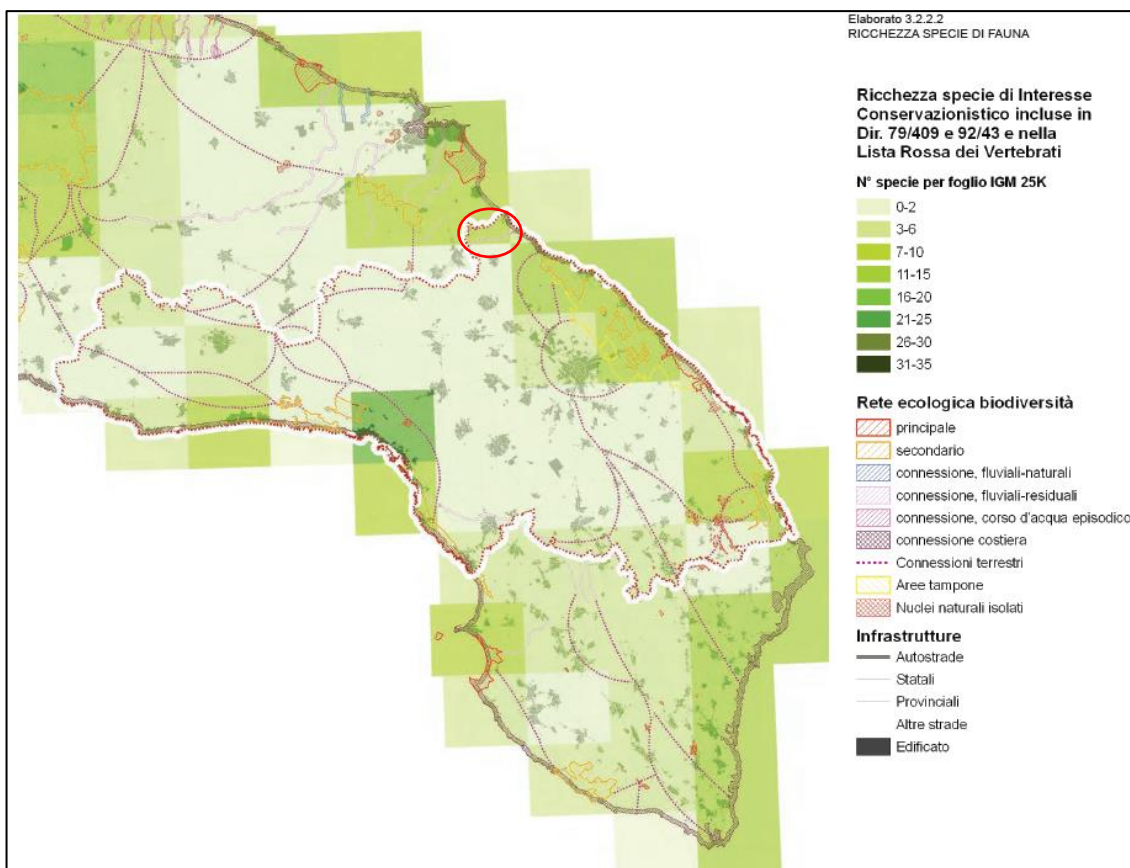 Elaborato 3.2.2.2
RICCHEZZA SPECIE DI FAUNA
Ricchezza specie di Interesse
Conservazionistico incluse in
Dir. 79/409 e 92/43 e nella
Lista Rossa dei Vertebrati
N° specie per foglio IGM 25K
0-2
3-6
7-10
11-15
16-20
21-25
26-30
31-35
Rete ecologica biodiversità
principale
secondario
connessione, fluviali-naturali
connessione, fluviali-residuali
connessione, corso d'acqua episodico
connessione costiera
Connessioni terrestri
Aree tampone
Nuclei naturali isolati
Infrastrutture
Autostrade
Statali
Provinciali
Altre strade
Edificato